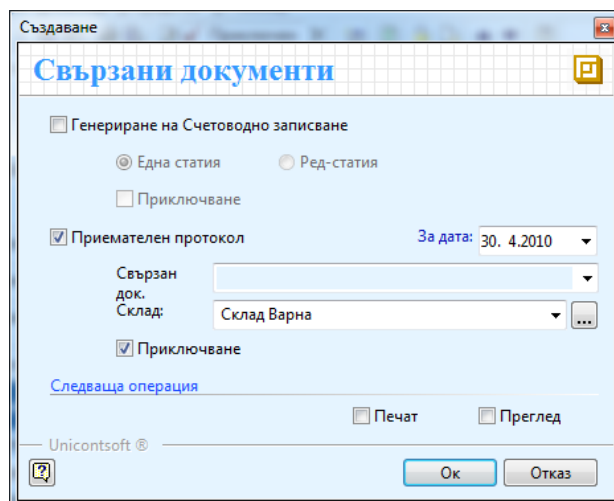 Създаване
Свързани документи
Генериране на Счетоводно записване
Една статия Ред-статия
Приключване
Приемателен протокол За дата: 30. 4.2010
Свързан
док.
Склад: Склад Варна ...
Приключване
Следваща операция
Печат Преглед
Unicontsoft ®
Ок Отказ